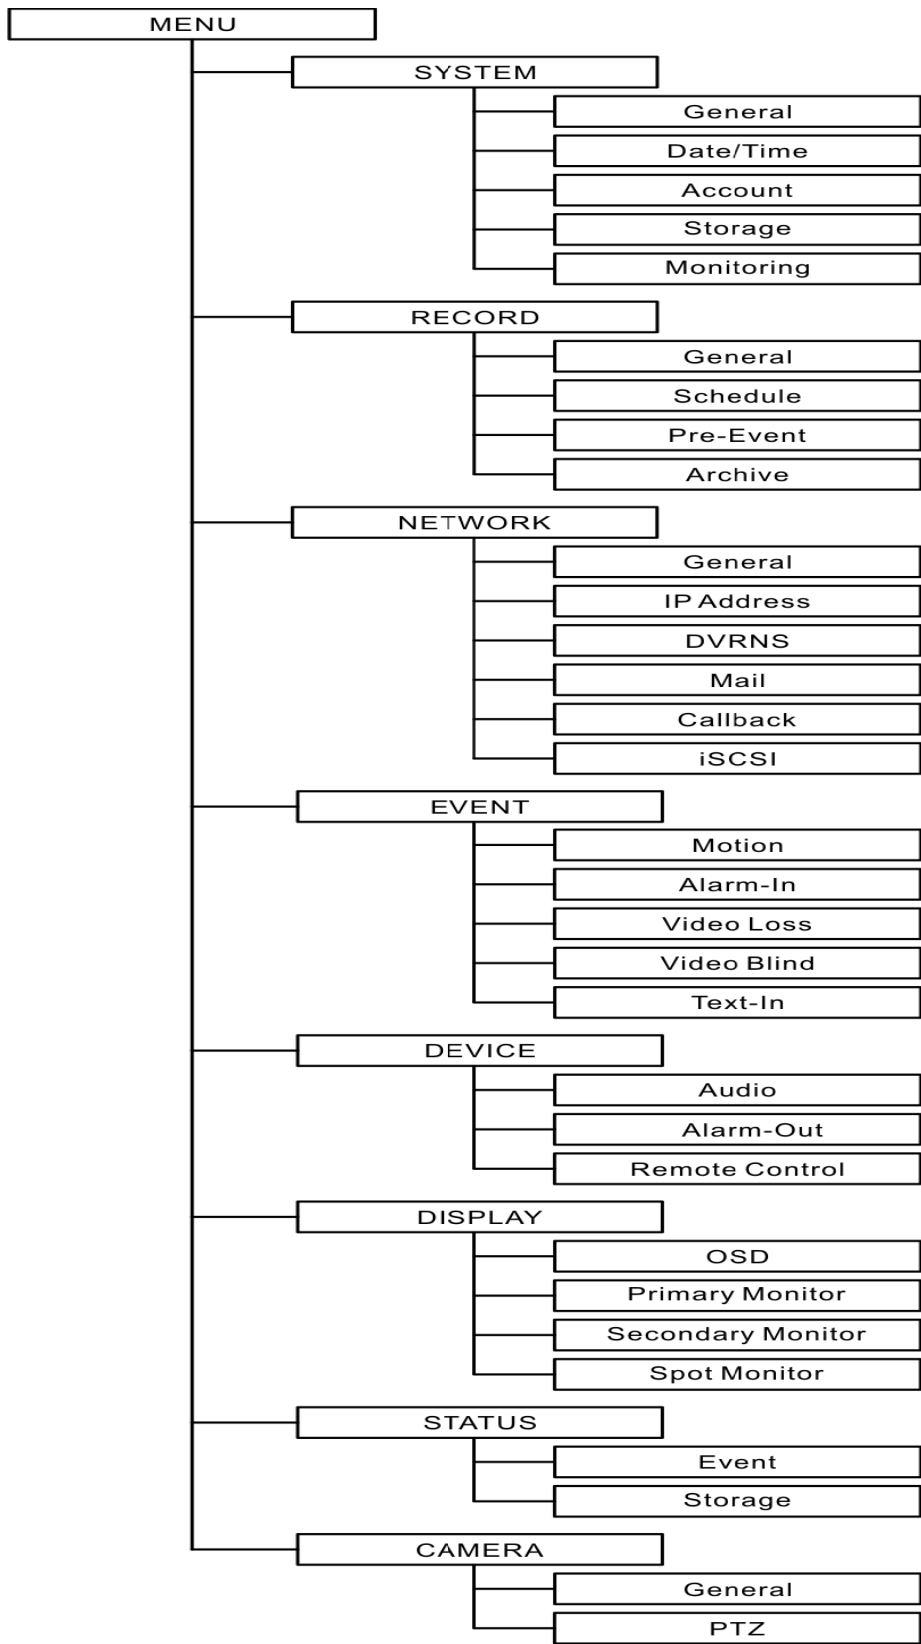 MENU
SYSTEM
General
Date/Time
Account
Storage
Monitoring
RECORD
General
Schedule
Pre-Event
Archive
NETWORK
General
IP Address
DVRNS
Mail
Callback
iSCSI
EVENT
Motion
Alarm-In
Video Loss
Video Blind
Text-In
DEVICE
Audio
Alarm-Out
Remote Control
DISPLAY
OSD
Primary Monitor
Secondary Monitor
Spot Monitor
STATUS
Event
Storage
CAMERA
General
PTZ